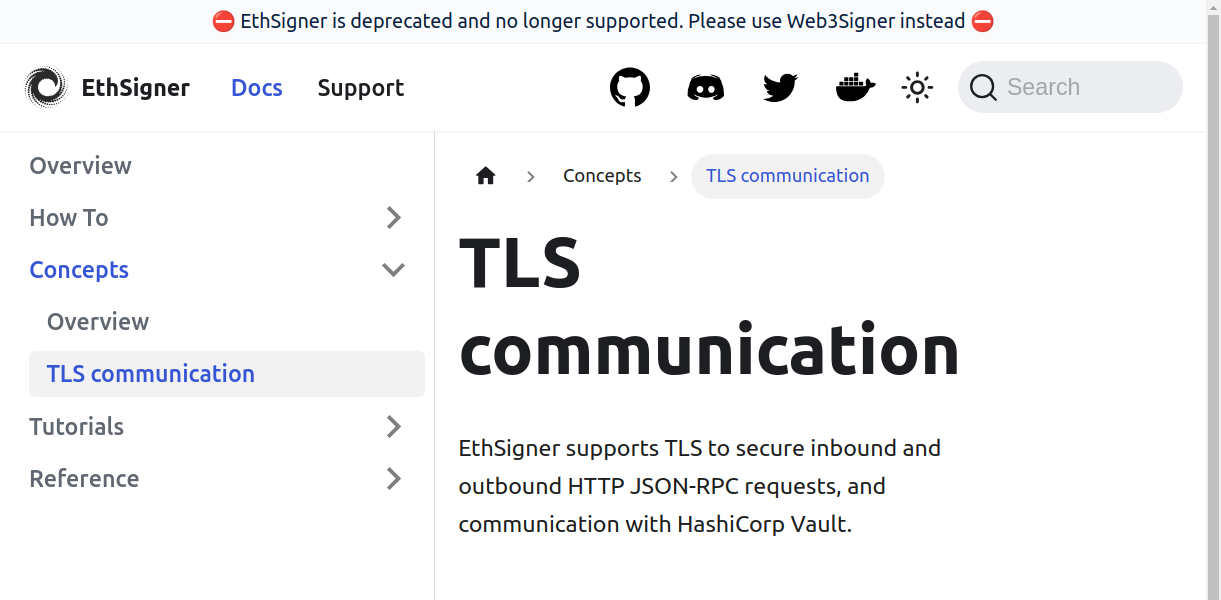 ⛔ EthSigner is deprecated and no longer supported. Please use Web3Signer instead ⛔
EthSigner Docs Support Search
Overview
How To
Concepts
Overview
TLS communication
Tutorials
Reference
Concepts TLS communication
TLS
communication
EthSigner supports TLS to secure inbound and
outbound HTTP JSON-RPC requests, and
communication with HashiCorp Vault.